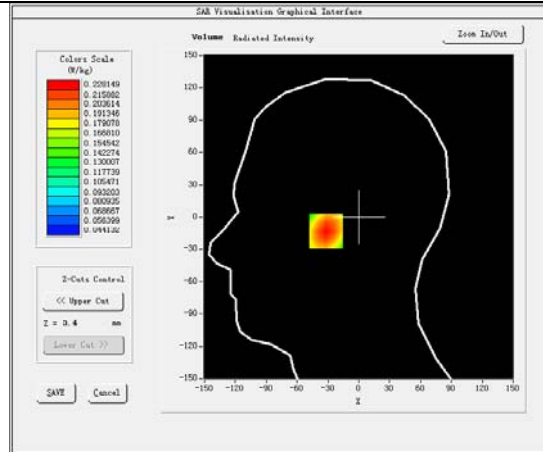 SAR Visualisation Graphical Interface
Volume Radiated Intensity
Zoom In/Out
Colors Scale
(W/kg)
0.228149
0.215882
0.203614
0.191346
0.179078
0.166810
0.154542
0.142274
0.130007
0.117739
0.105471
0.093203
0.080935
0.068667
0.056399
0.044132
Z-Cuts Control
<< Upper Cut
Z = 3.4 mm
Lower Cut >>
SAVE Cancel
150
120
90
60
30
Y 0
-30
-60
-90
-120
-150
-150 -120 -90 -60 -30 0 30 60 90 120 150
X